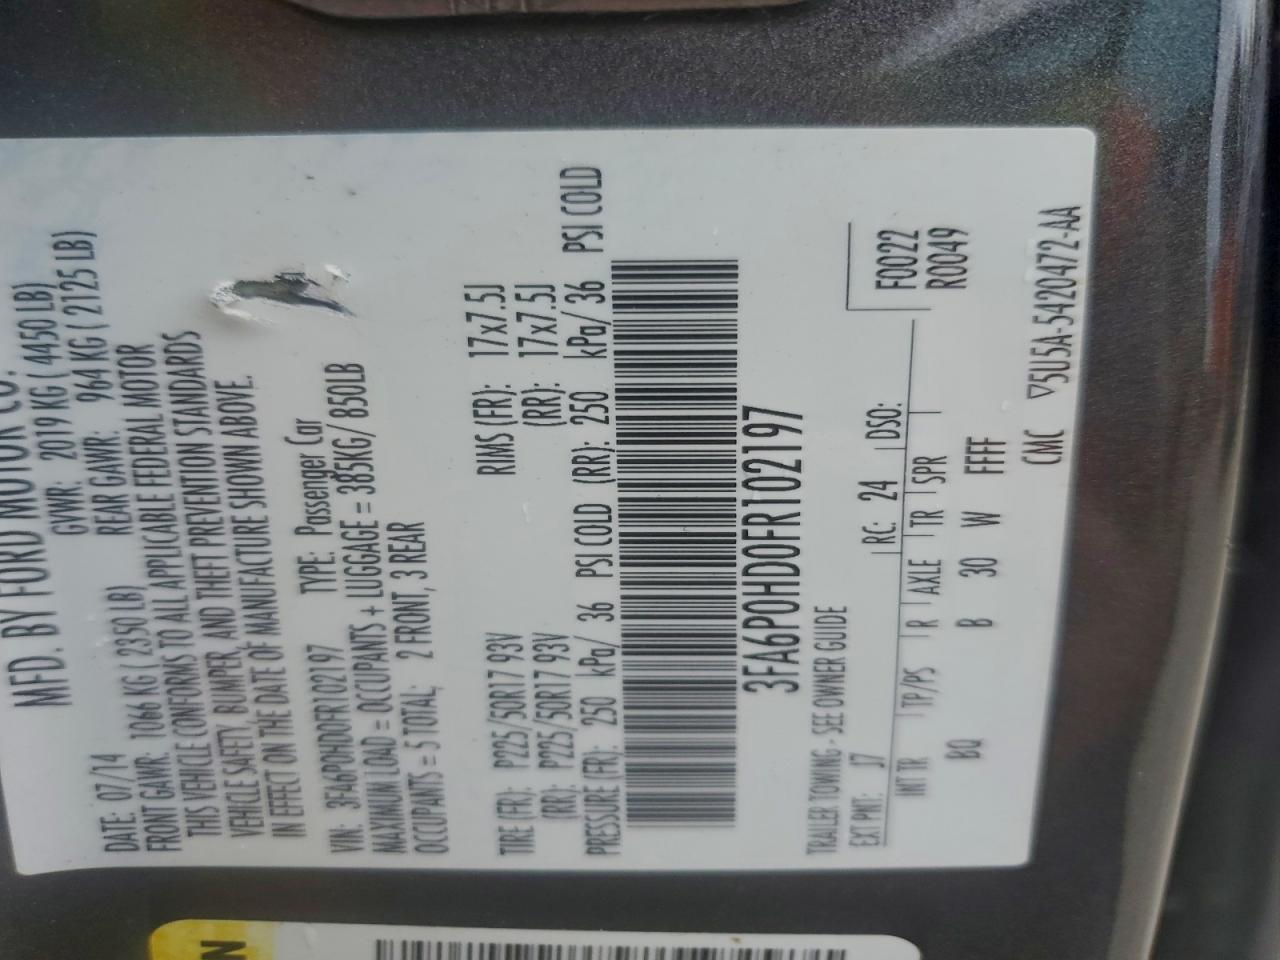 MFD. BY FORD MOTOR CO.
DATE: 07/14 GVWR: 2019 KG ( 4450 LB)
FRONT GAWR: 1066 KG ( 2350 LB) REAR GAWR: 964 KG ( 2125 LB)
THIS VEHICLE CONFORMS TO ALL APPLICABLE FEDERAL MOTOR
VEHICLE SAFETY, BUMPER, AND THEFT PREVENTION STANDARDS
IN EFFECT ON THE DATE OF MANUFACTURE SHOWN ABOVE.
VIN: 3FA6P0HD0FR102197 TYPE: Passenger Car
MAXIMUM LOAD = OCCUPANTS + LUGGAGE = 385KG/ 850LB
OCCUPANTS = 5 TOTAL; 2 FRONT, 3 REAR
TIRE (FR): P225/50R17 93V RIMS (FR): 17x7.5J
(RR): P225/50R17 93V (RR): 17x7.5J
PRESSURE (FR): 250 kPa/ 36 PSI COLD (RR): 250 kPa/ 36 PSI COLD
3FA6P0HD0FR102197
TRAILER TOWING - SEE OWNER GUIDE
F0022
R0049
EXT PNT: J7 RC: 24 DSO:
INT TR TP/PS R AXLE TR SPR
BQ B 30 W FFFF
CMC ▽5U5A-5420472-AA
N